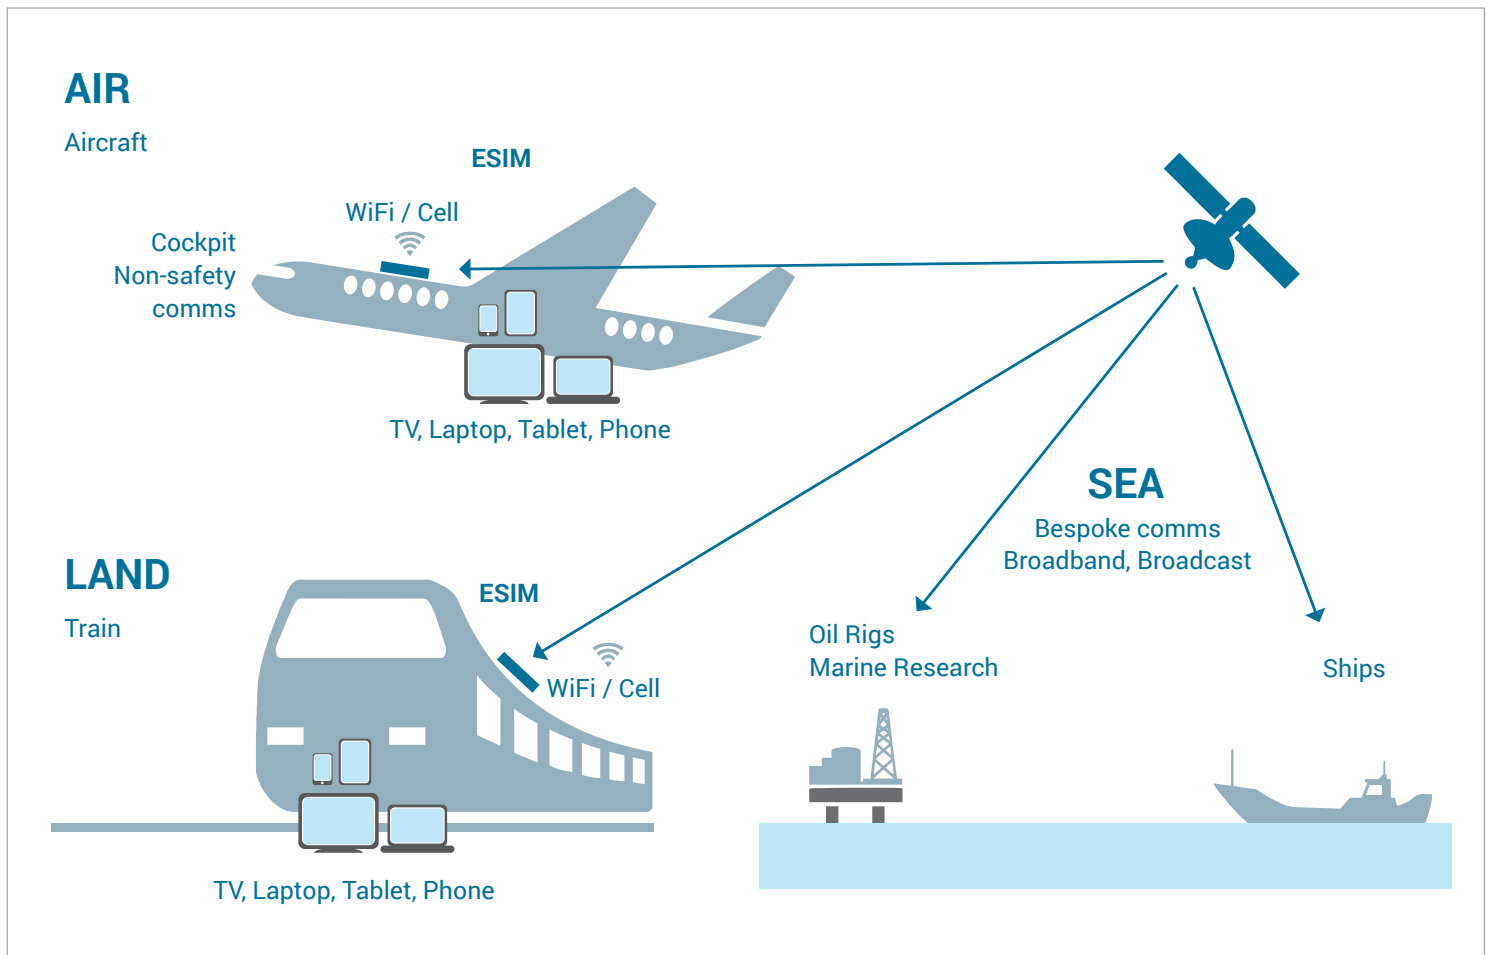 AIR
Aircraft
ESIM
WiFi / Cell
Cockpit
Non-safety
comms
TV, Laptop, Tablet, Phone
LAND
Train
ESIM
WiFi / Cell
TV, Laptop, Tablet, Phone
SEA
Bespoke comms
Broadband, Broadcast
Oil Rigs
Marine Research
Ships